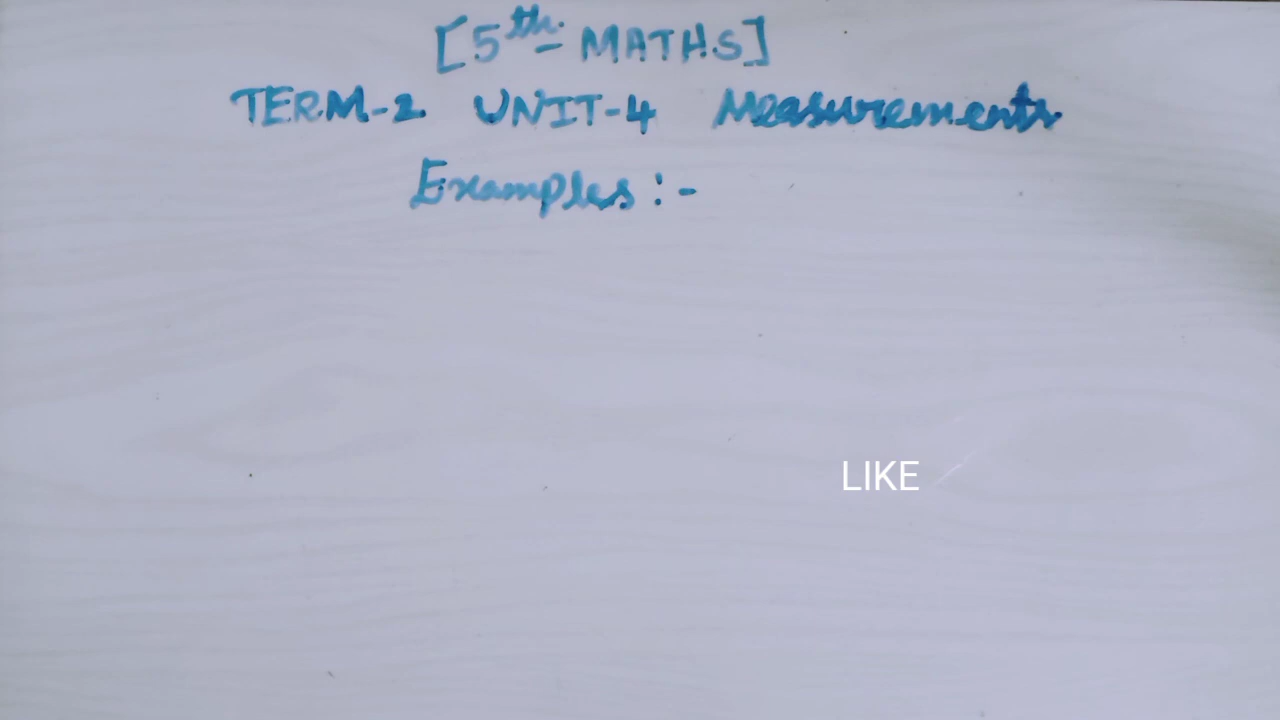 [5th- MATHS]
TERM-2 UNIT-4 Measurements
Examples :-
LIKE